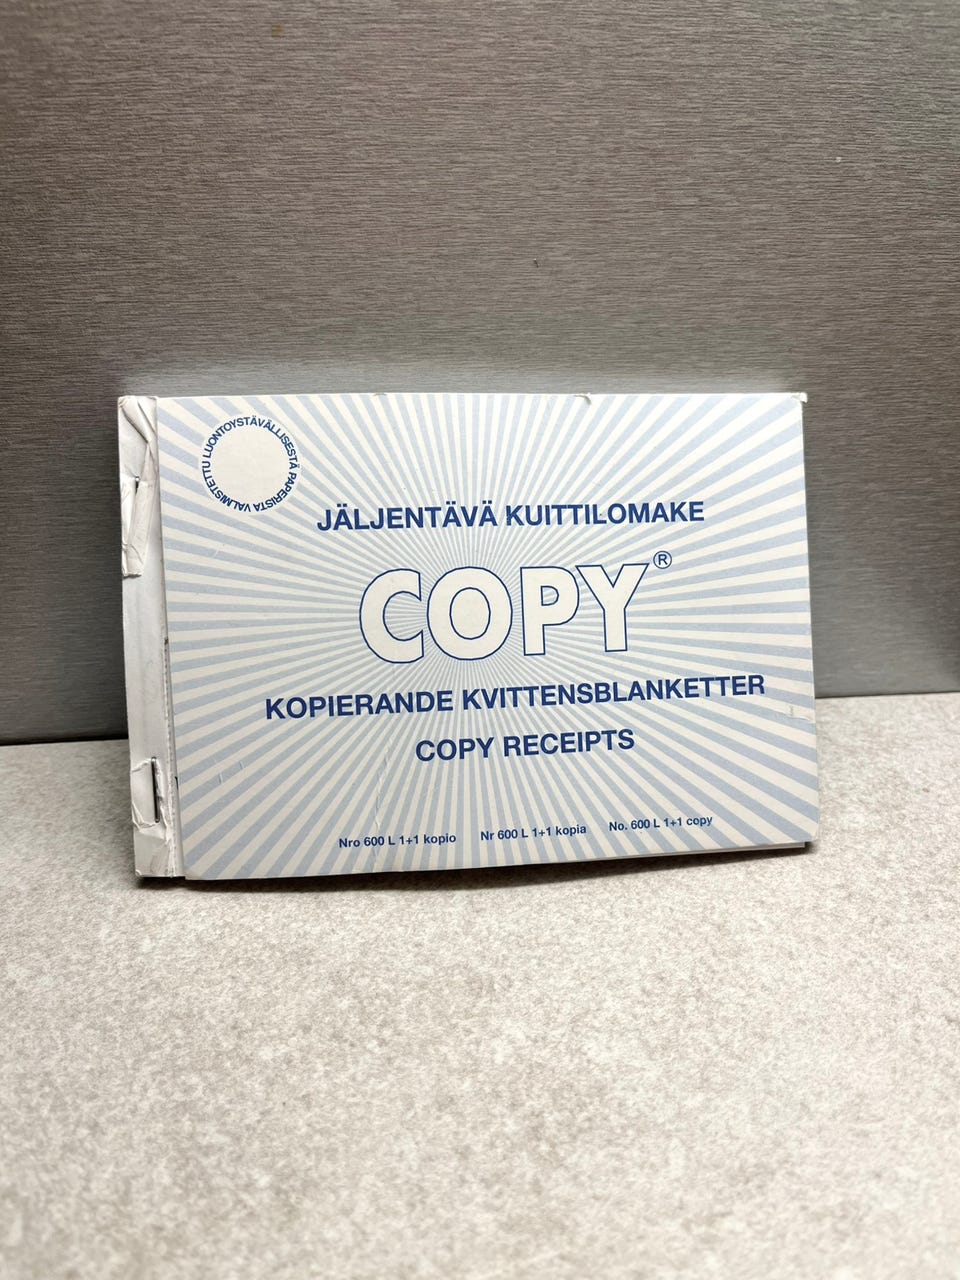 VALMISTETTU LUONTOYSTÄVÄLLISESTÄ PAPERISTA
JÄLJENTÄVÄ KUITTILOMAKE
COPY®
KOPIERANDE KVITTENSBLANKETTER
COPY RECEIPTS
Nro 600 L 1+1 kopio Nr 600 L 1+1 kopia No. 600 L 1+1 copy